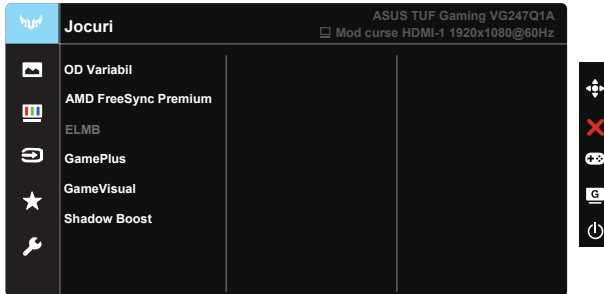 ASUS TUF Gaming VG247Q1A
Jocuri
Mod curse HDMI-1 1920x1080@60Hz
OD Variabil
AMD FreeSync Premium
ELMB
GamePlus
GameVisual
Shadow Boost
G